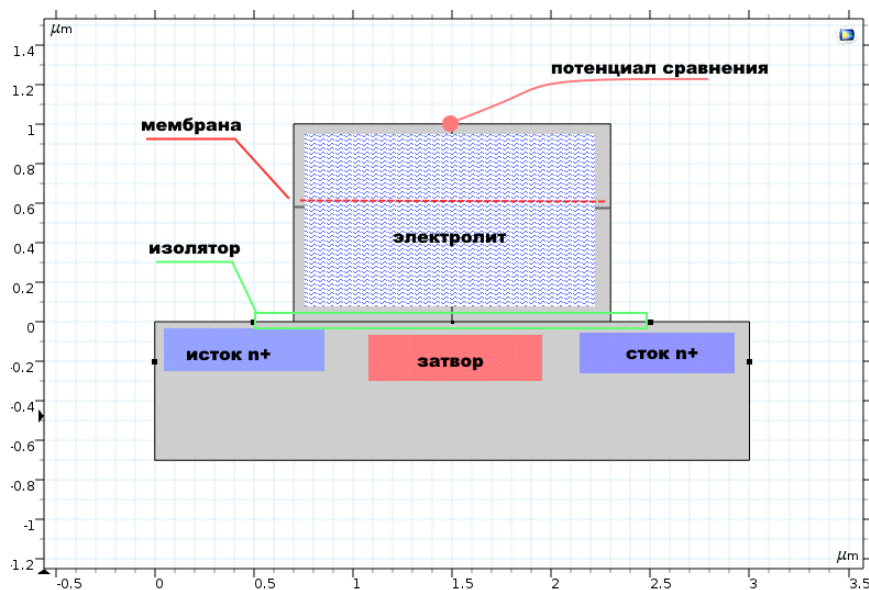 μm
1.4
потенциал сравнения
1.2
мембрана
1
0.8
0.6
электролит
изолятор
0.4
0.2
0
исток n+
затвор
сток n+
-0.2
-0.4
-0.6
-0.8
-1
μm
-1.2
-0.5
0
0.5
1
1.5
2
2.5
3
3.5